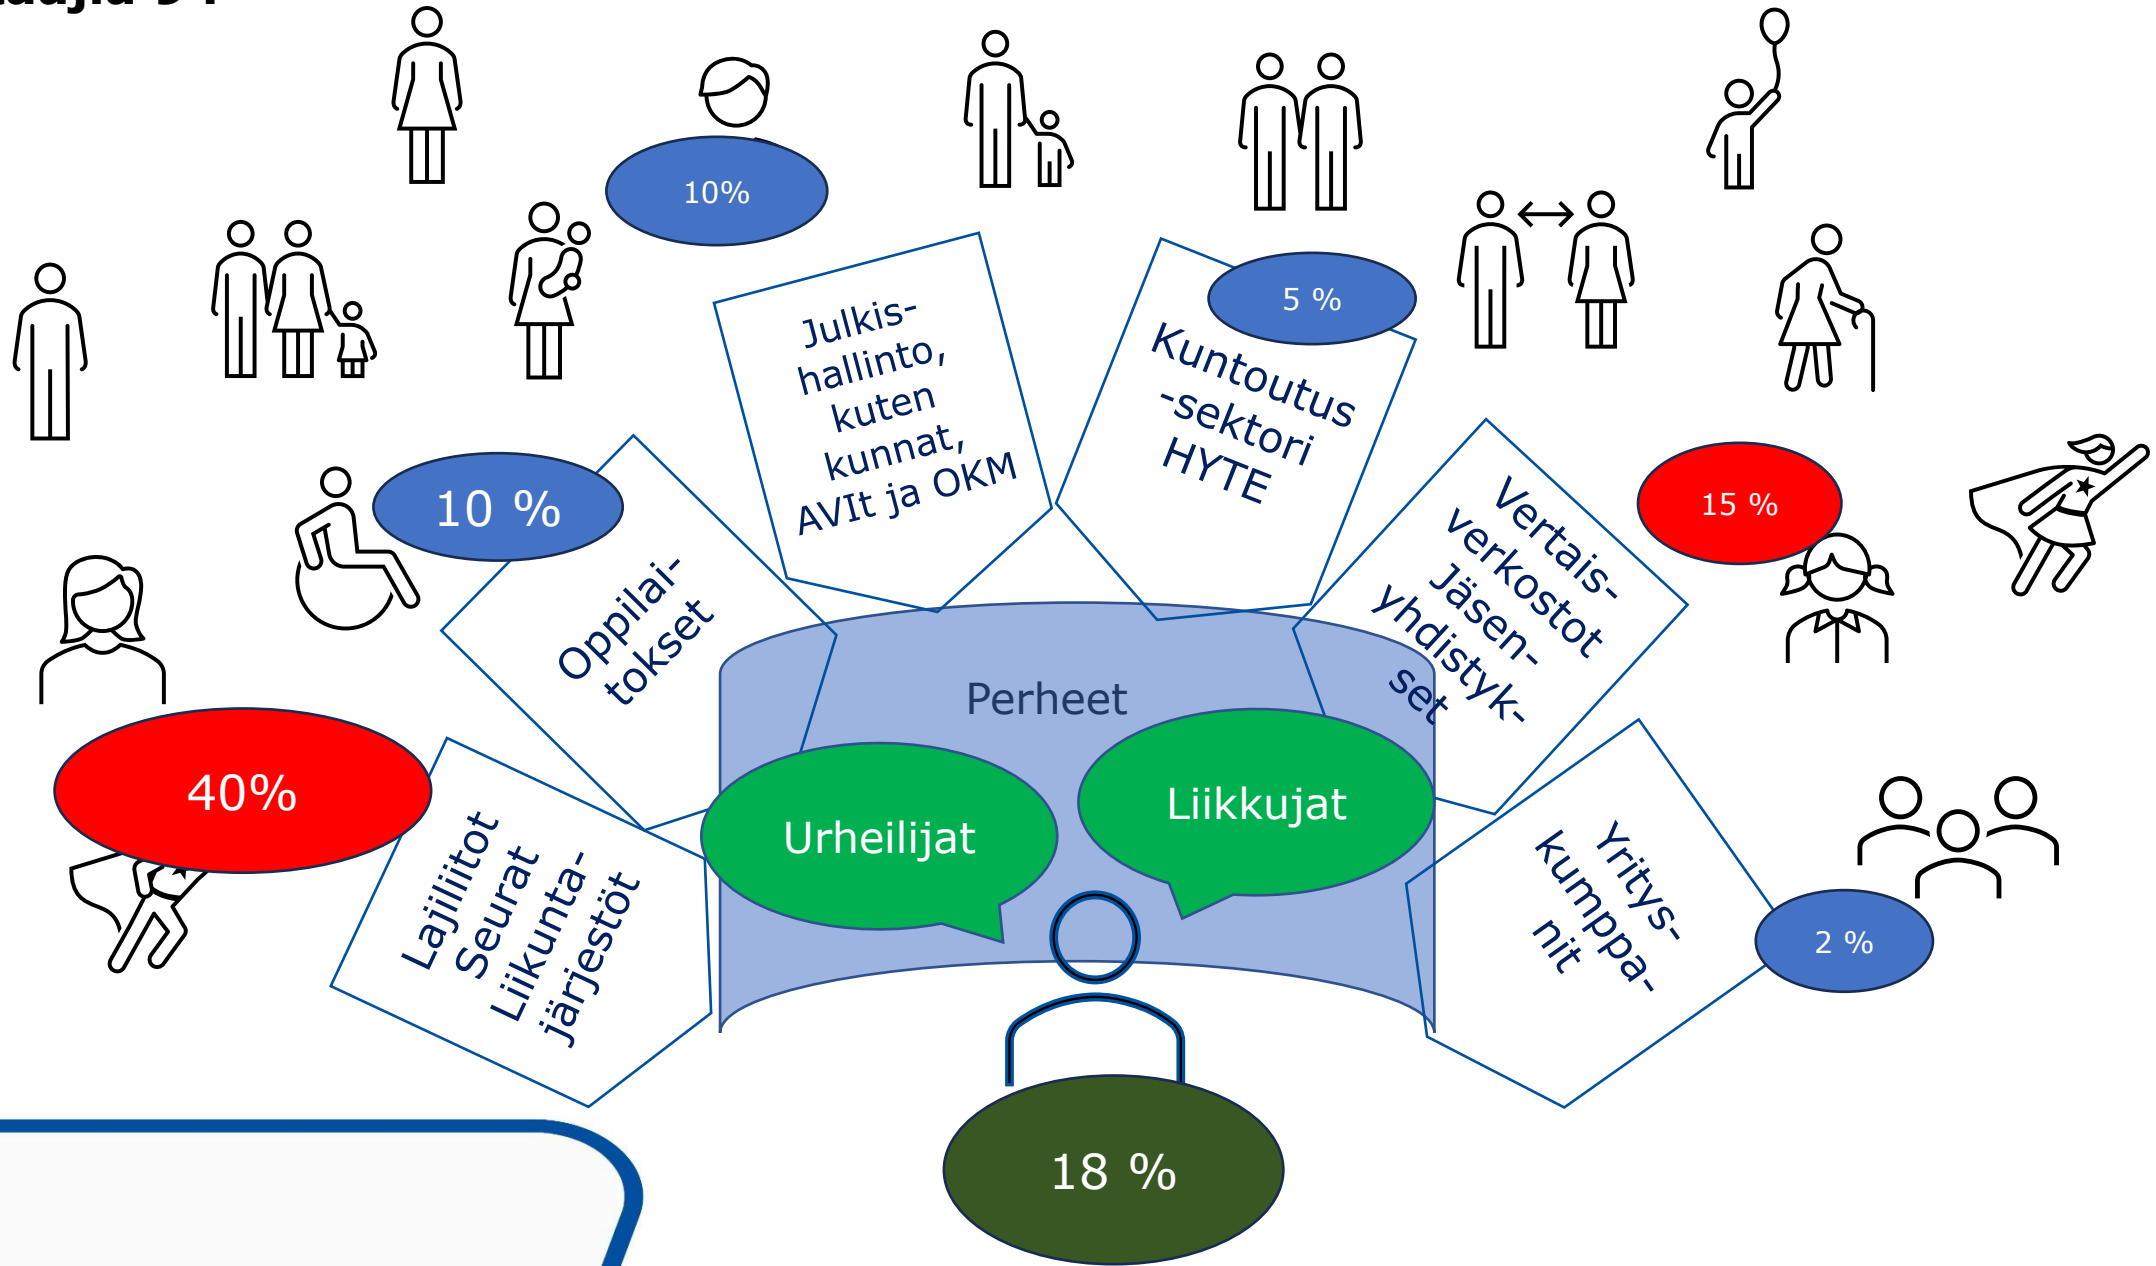 10%
5 %
Julkis-
hallinto,
kuten
kunnat,
AVIt ja OKM
Kuntoutus
-sektori
HYTE
10 %
15 %
Oppilai-
tokset
Vertais-
verkostot
Jäsen-
yhdistyk-
set
Perheet
40%
Urheilijat
Liikkujat
Lajiliitot
Seurat
Liikunta-
järjestöt
Yritys-
kumppa-
nit
2 %
18 %